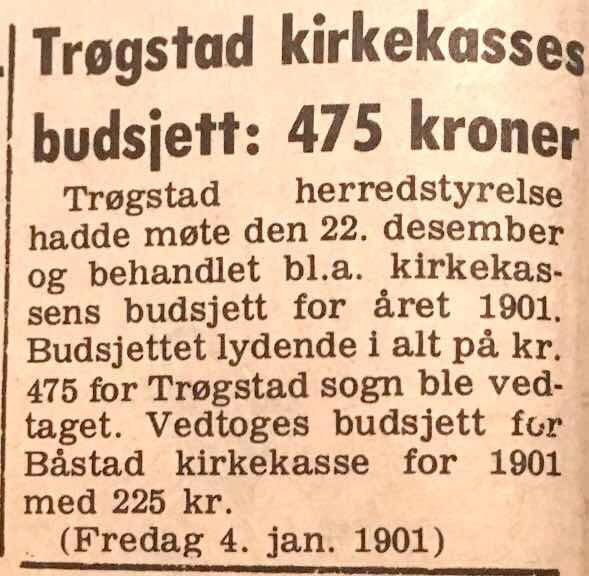 Trøgstad kirkekasses
budsjett: 475 kroner
Trøgstad herredstyrelse
hadde møte den 22. desember
og behandlet bl.a. kirkekas-
sens budsjett for året 1901.
Budsjettet lydende i alt på kr.
475 for Trøgstad sogn ble ved-
taget. Vedtoges budsjett for
Båstad kirkekasse for 1901
med 225 kr.
(Fredag 4. jan. 1901)